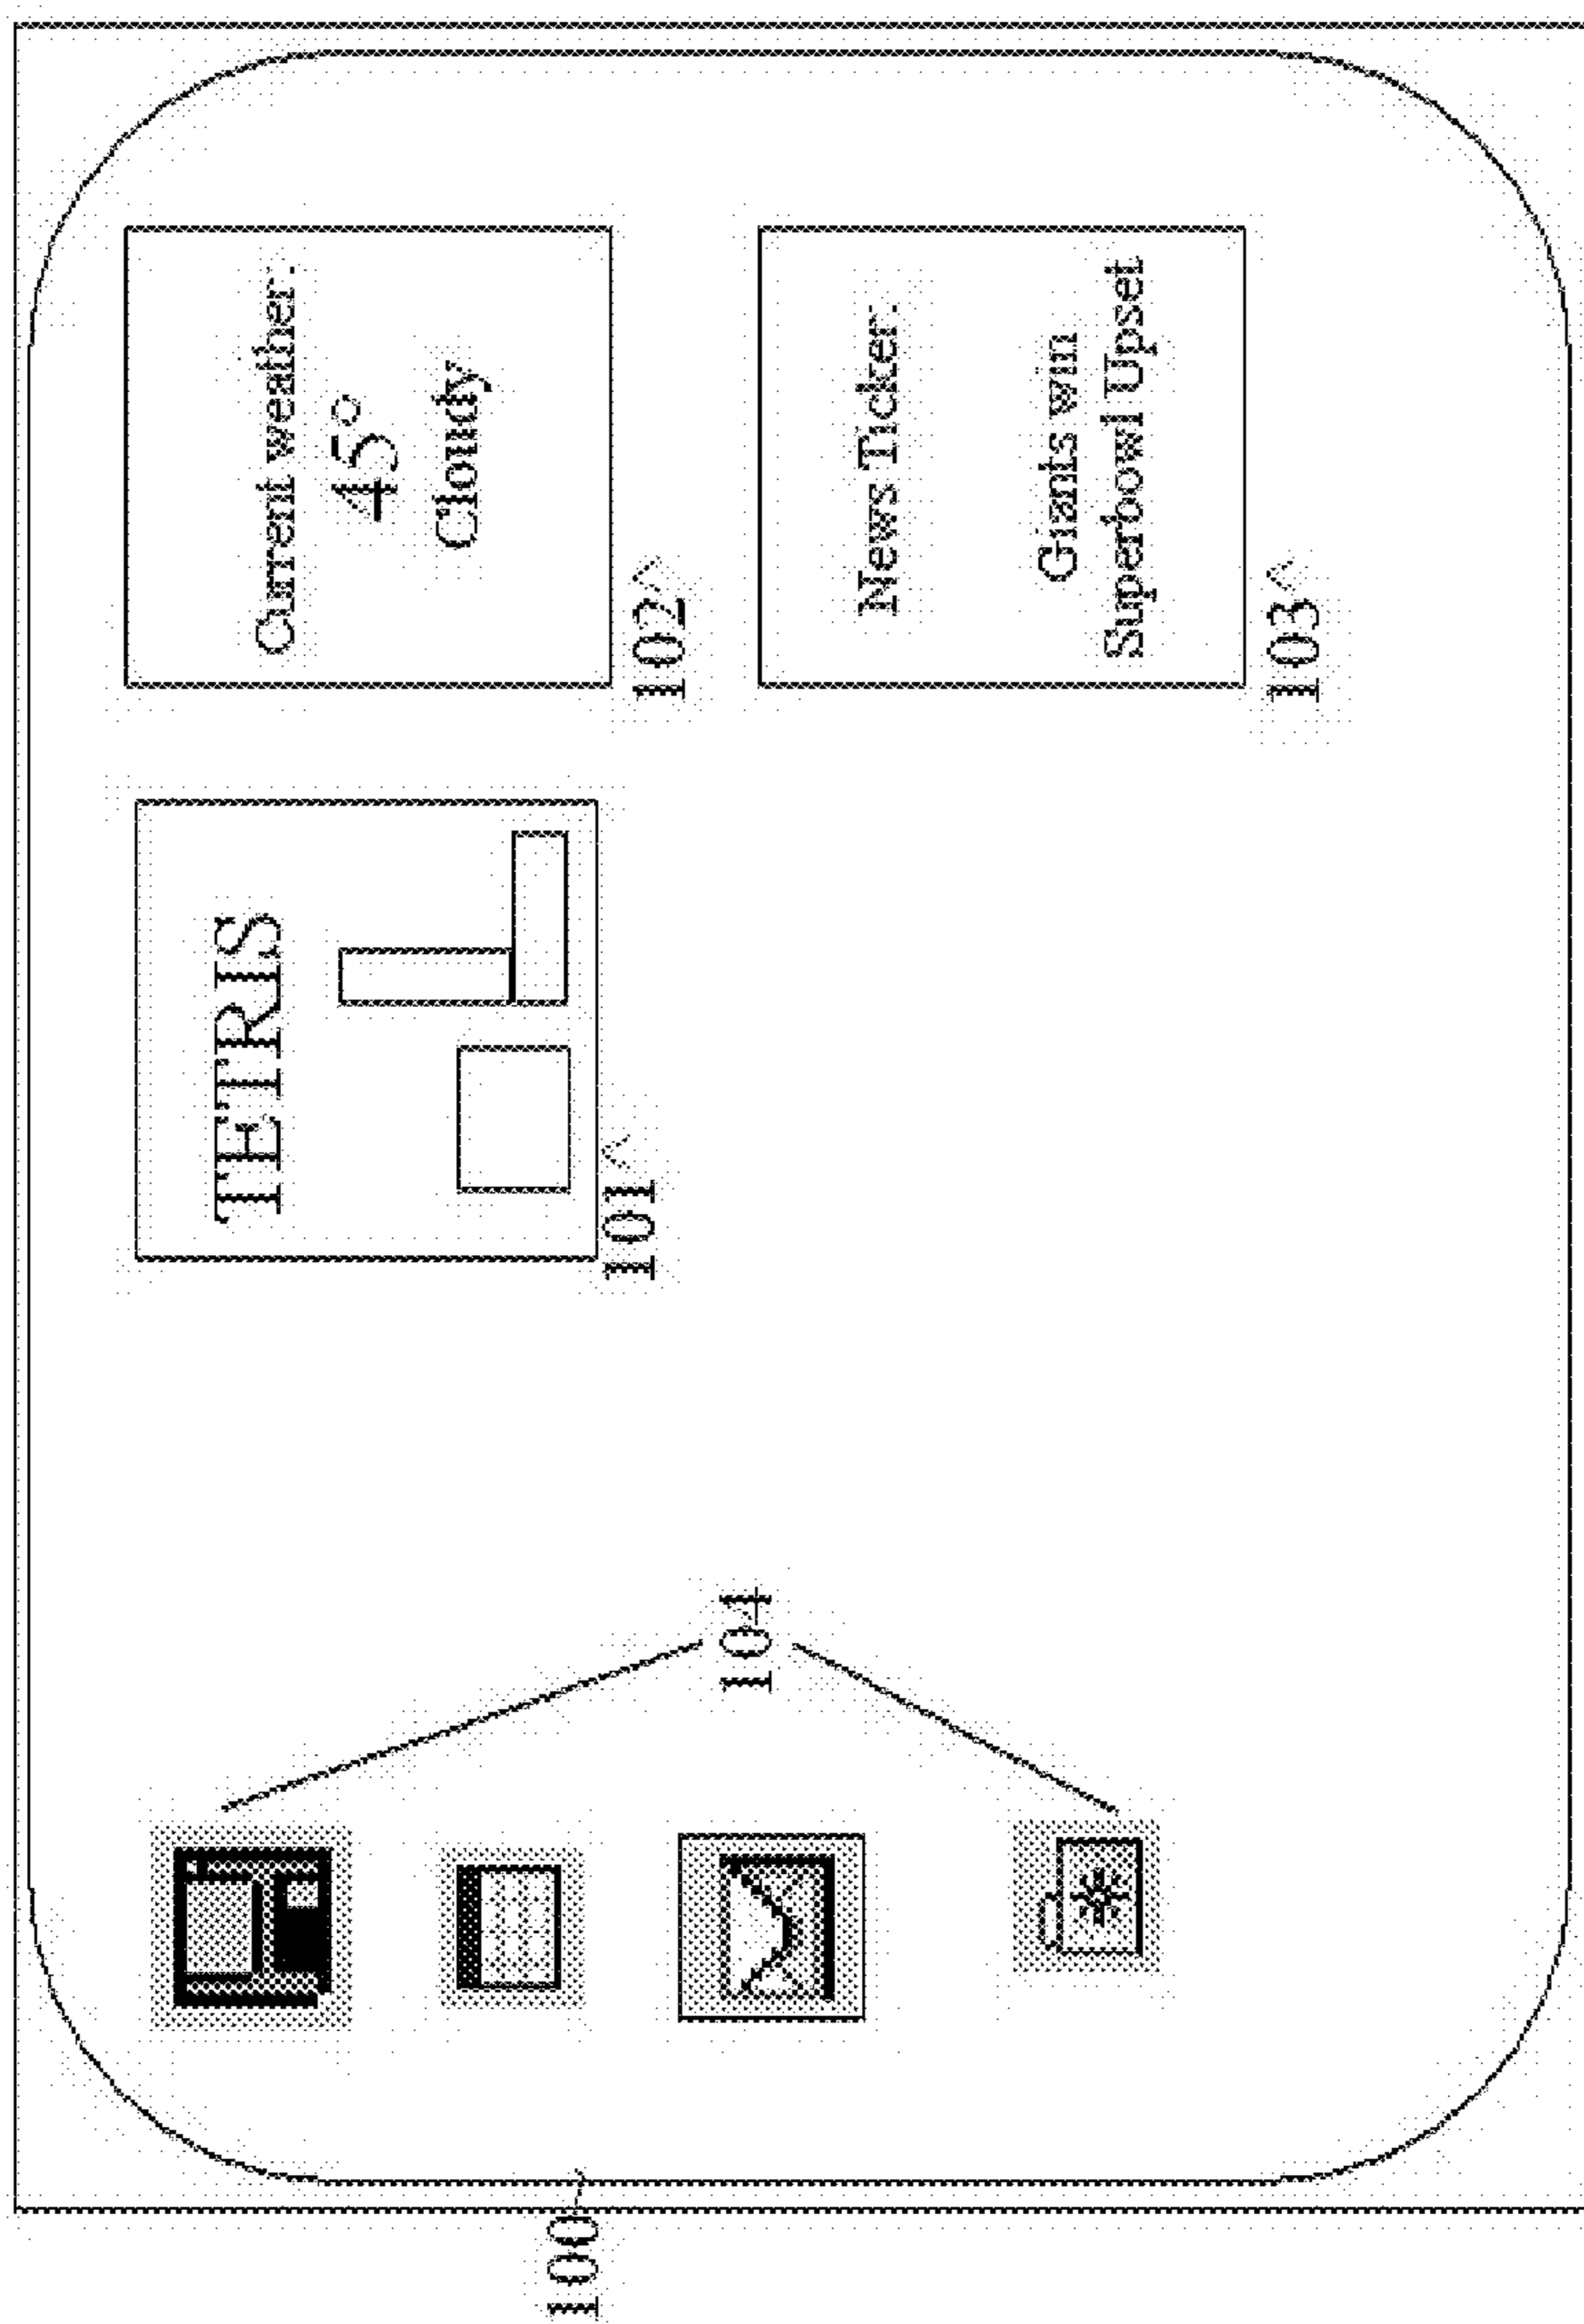 TETRIS
101^
Current weather:
45°
Cloudy
102^
News Ticker:
Giants win
Superbowl Upset
103^
104
100